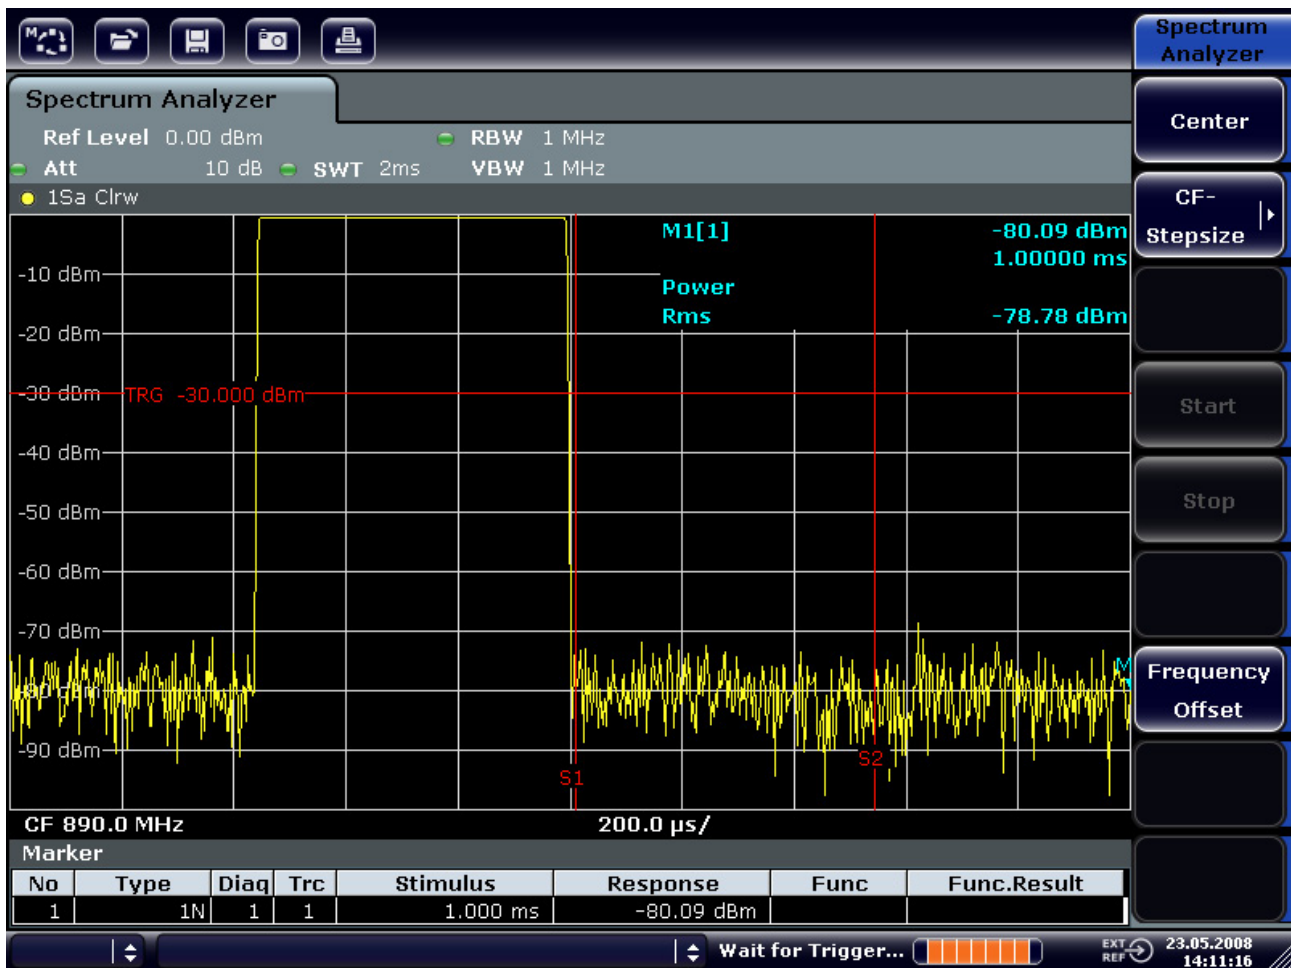 Spectrum
Analyzer
Spectrum Analyzer
Ref Level 0.00 dBm RBW 1 MHz
Att 10 dB SWT 2ms VBW 1 MHz
1Sa Clrw
M1[1] -80.09 dBm
1.00000 ms
Power
Rms -78.78 dBm
-10 dBm
-20 dBm
-30 dBm
TRG -30.000 dBm
-40 dBm
-50 dBm
-60 dBm
-70 dBm
-80 dBm
-90 dBm
S1
S2
CF 890.0 MHz 200.0 µs/
Marker
No Type Diaq Trc Stimulus Response Func Func.Result
1 1N 1 1 1.000 ms -80.09 dBm
Wait for Trigger...
EXT
REF
23.05.2008
14:11:16
Center
CF-
Stepsize
Start
Stop
Frequency
Offset
M